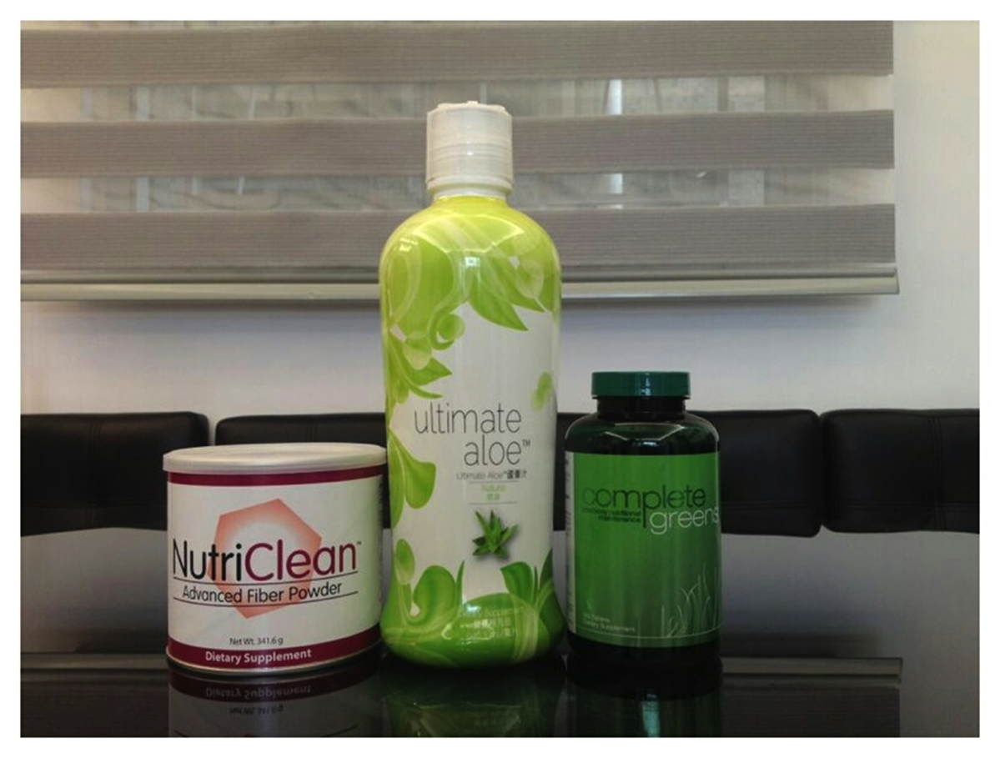 NutriClean™
Advanced Fiber Powder
Net Wt. 341.6 g
Dietary Supplement
ultimate
aloe™
Ultimate Aloe™蘆薈汁
Natural
complete
greens
Tablets
Dietary Supplement